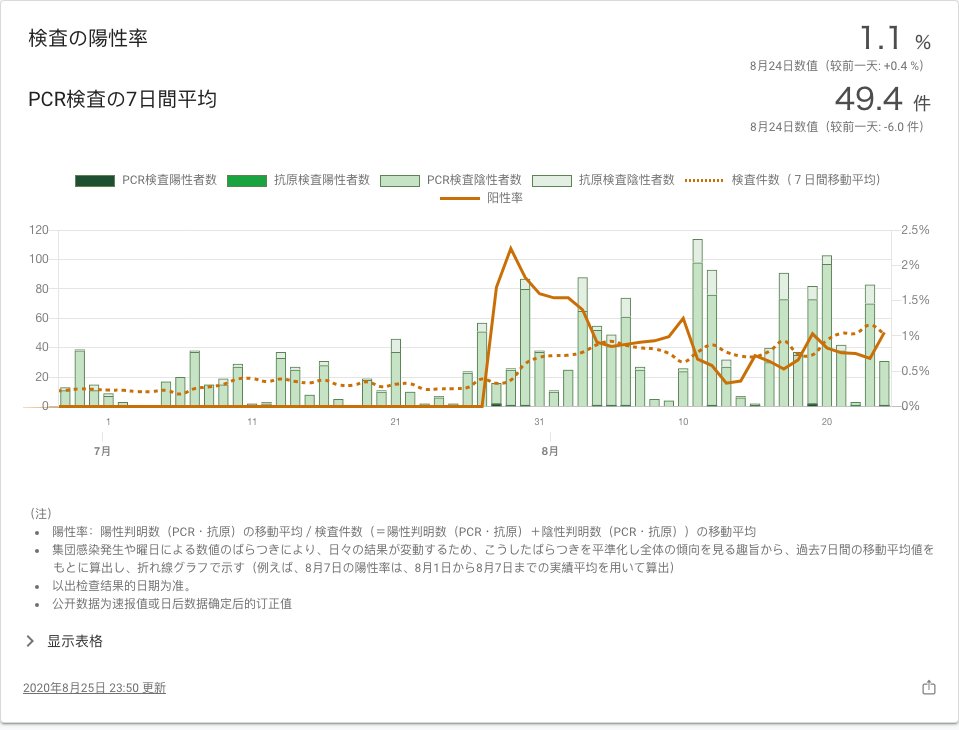 検査の陽性率
1.1 %
8月24日数值（较前一天: +0.4 %）
PCR検査の7日間平均
49.4 件
8月24日数值（较前一天: -6.0 件）
PCR検査陽性者数 抗原検査陽性者数 PCR検査陰性者数 抗原検査陰性者数 検査件数（７日間移動平均）
阳性率
120 2.5%
100 2%
80 1.5%
60 1%
40 0.5%
20 0%
0
1 11 21 31 10 20
7月 8月
（注）
陽性率：陽性判明数（PCR・抗原）の移動平均 / 検査件数（＝陽性判明数（PCR・抗原）＋陰性判明数（PCR・抗原））の移動平均
集団感染発生や曜日による数値のばらつきにより、日々の結果が変動するため、こうしたばらつきを平準化し全体の傾向を見る趣旨から、過去7日間の移動平均値を
もとに算出し、折れ線グラフで示す（例えば、8月7日の陽性率は、8月1日から8月7日までの実績平均を用いて算出）
以出检查结果的日期为准。
公开数据为速报值或日后数据确定后的订正值
显示表格
2020年8月25日 23:50 更新